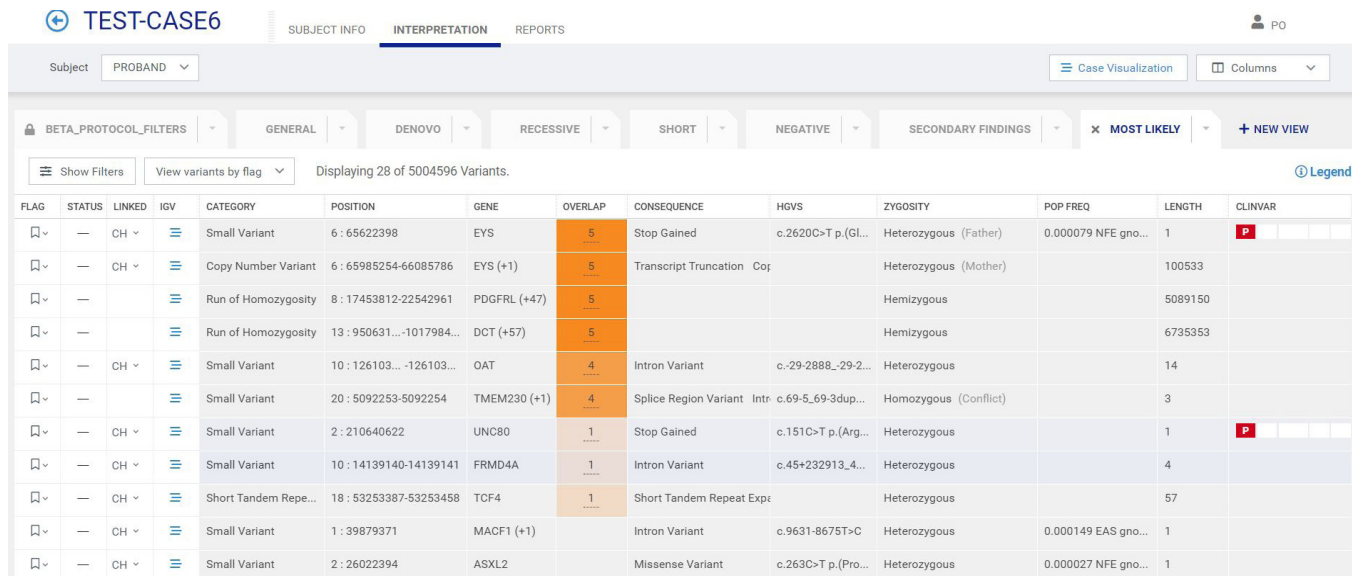 TEST-CASE6 SUBJECT INFO INTERPRETATION REPORTS PO
Subject PROBAND Case Visualization Columns
BETA_PROTOCOL_FILTERS GENERAL DENOVO RECESSIVE SHORT NEGATIVE SECONDARY FINDINGS × MOST LIKELY + NEW VIEW
Show Filters View variants by flag Displaying 28 of 5004596 Variants. Legend
FLAG STATUS LINKED IGV CATEGORY POSITION GENE OVERLAP CONSEQUENCE HGVS ZYGOSITY POP FREQ LENGTH CLINVAR
— CH Small Variant 6 : 65622398 EYS 5 Stop Gained c.2620C>T p.(Gl... Heterozygous (Father) 0.000079 NFE gno... 1 P
— CH Copy Number Variant 6 : 65985254-66085786 EYS (+1) 5 Transcript Truncation Cop Heterozygous (Mother) 100533
— Run of Homozygosity 8 : 17453812-22542961 PDGFRL (+47) 5 Hemizygous 5089150
— Run of Homozygosity 13 : 950631...-1017984... DCT (+57) 5 Hemizygous 6735353
— CH Small Variant 10 : 126103... -126103... OAT 4 Intron Variant c.-29-2888_-29-2... Heterozygous 14
— Small Variant 20 : 5092253-5092254 TMEM230 (+1) 4 Splice Region Variant Intr c.69-5_69-3dup... Homozygous (Conflict) 3
— CH Small Variant 2 : 210640622 UNC80 1 Stop Gained c.151C>T p.(Arg... Heterozygous 1 P
— CH Small Variant 10 : 14139140-14139141 FRMD4A 1 Intron Variant c.45+232913_4... Heterozygous 4
— CH Short Tandem Repe... 18 : 53253387-53253458 TCF4 1 Short Tandem Repeat Expa Heterozygous 57
— CH Small Variant 1 : 39879371 MACF1 (+1) Intron Variant c.9631-8675T>C Heterozygous 0.000149 EAS gno... 1
— CH Small Variant 2 : 26022394 ASXL2 Missense Variant c.263C>T p.(Pro... Heterozygous 0.000027 NFE gno... 1